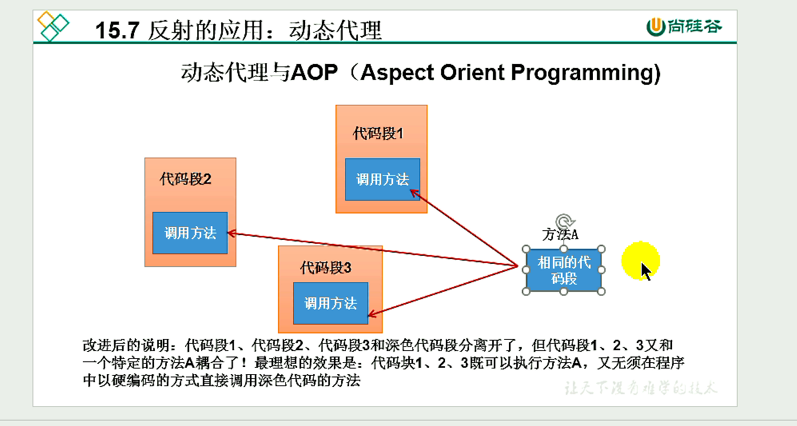 15.7 反射的应用：动态代理
尚硅谷
动态代理与AOP（Aspect Orient Programming)
代码段1
调用方法
代码段2
调用方法
代码段3
调用方法
方法A
相同的代
码段
改进后的说明：代码段1、代码段2、代码段3和深色代码段分离开了，但代码段1、2、3又和
一个特定的方法A耦合了！最理想的效果是：代码块1、2、3既可以执行方法A，又无须在程序
中以硬编码的方式直接调用深色代码的方法
让天下没有难学的技术